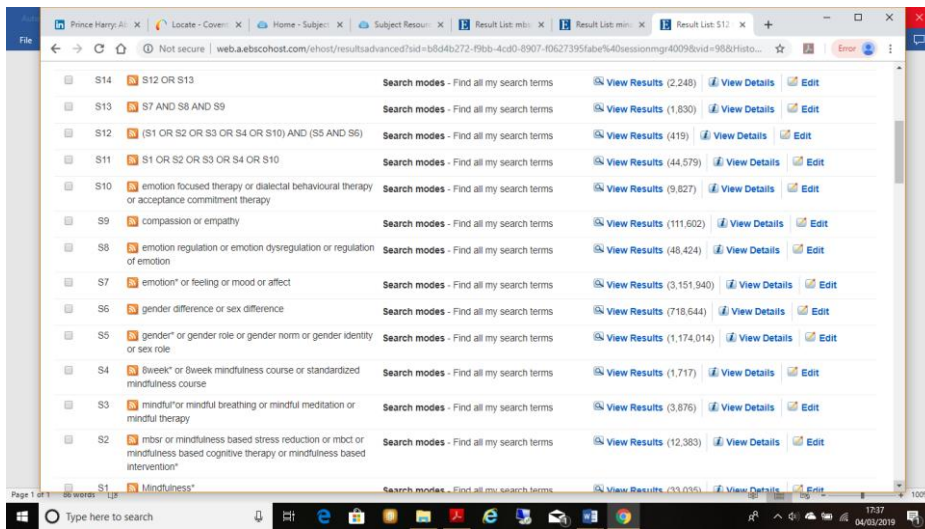 Prince Harry: A
Locate - Covent
Home - Subject
Subject Resour
Result List: mbs
Result List: min
Result List: S12
File
Not secure | web.a.ebscohost.com/ehost/resultsadvanced?sid=b8d4b272-f9bb-4cd0-8907-f0627395fabe%40sessionmgr4009&vid=98&Histo...
Error
S14 S12 OR S13 Search modes - Find all my search terms View Results (2,248) View Details Edit
S13 S7 AND S8 AND S9 Search modes - Find all my search terms View Results (1,830) View Details Edit
S12 (S1 OR S2 OR S3 OR S4 OR S10) AND (S5 AND S6) Search modes - Find all my search terms View Results (419) View Details Edit
S11 S1 OR S2 OR S3 OR S4 OR S10 Search modes - Find all my search terms View Results (44,579) View Details Edit
S10 emotion focused therapy or dialectal behavioural therapy Search modes - Find all my search terms View Results (9,827) View Details Edit
or acceptance commitment therapy
S9 compassion or empathy Search modes - Find all my search terms View Results (111,602) View Details Edit
S8 emotion regulation or emotion dysregulation or regulation Search modes - Find all my search terms View Results (48,424) View Details Edit
of emotion
S7 emotion* or feeling or mood or affect Search modes - Find all my search terms View Results (3,151,940) View Details Edit
S6 gender difference or sex difference Search modes - Find all my search terms View Results (718,644) View Details Edit
S5 gender* or gender role or gender norm or gender identity Search modes - Find all my search terms View Results (1,174,014) View Details Edit
or sex role
S4 8week* or 8week mindfulness course or standardized Search modes - Find all my search terms View Results (1,717) View Details Edit
mindfulness course
S3 mindful*or mindful breathing or mindful meditation or Search modes - Find all my search terms View Results (3,876) View Details Edit
mindful therapy
S2 mbsr or mindfulness based stress reduction or mbct or Search modes - Find all my search terms View Results (12,383) View Details Edit
mindfulness based cognitive therapy or mindfulness based
intervention*
S1 Mindfulness* Search modes - Find all my search terms View Results (33,035) View Details Edit
Page 1 of 1 66 words
100%
Type here to search
17:37
04/03/2019